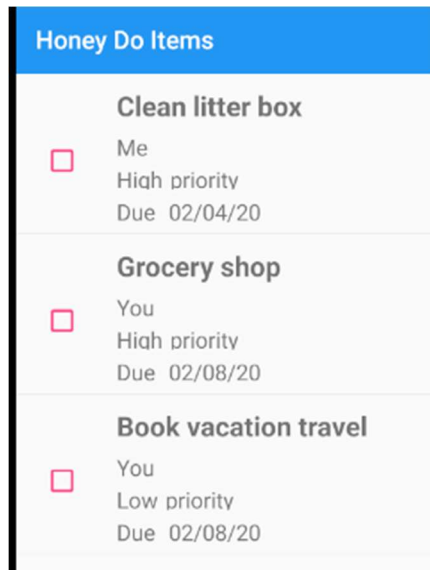 Honey Do Items
Clean litter box
Me
High priority
Due 02/04/20
Grocery shop
You
High priority
Due 02/08/20
Book vacation travel
You
Low priority
Due 02/08/20